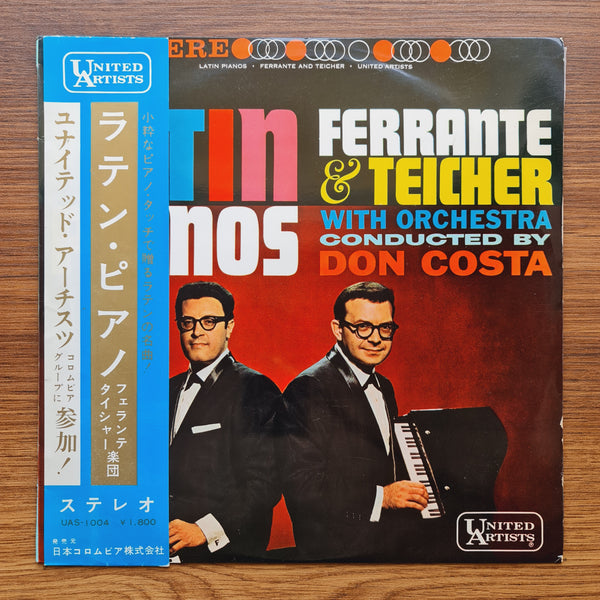 UNITED
ARTISTS
小粋なピアノ・タッチで贈るラテンの
ラテン・ピアノ
フェランテ
タイシャー楽団
ユナイテッド・アーチスツ
コロムビア
グループに
参加!
ステレオ
UAS-1004 ¥1,800
発売元
日本コロムビア株式会社
EREO
LATIN PIANOS • FERRANTE AND TEICHER • UNITED ARTISTS
TIN
NOS
FERRANTE
& TEICHER
WITH ORCHESTRA
CONDUCTED BY
DON COSTA
UNITED
ARTISTS